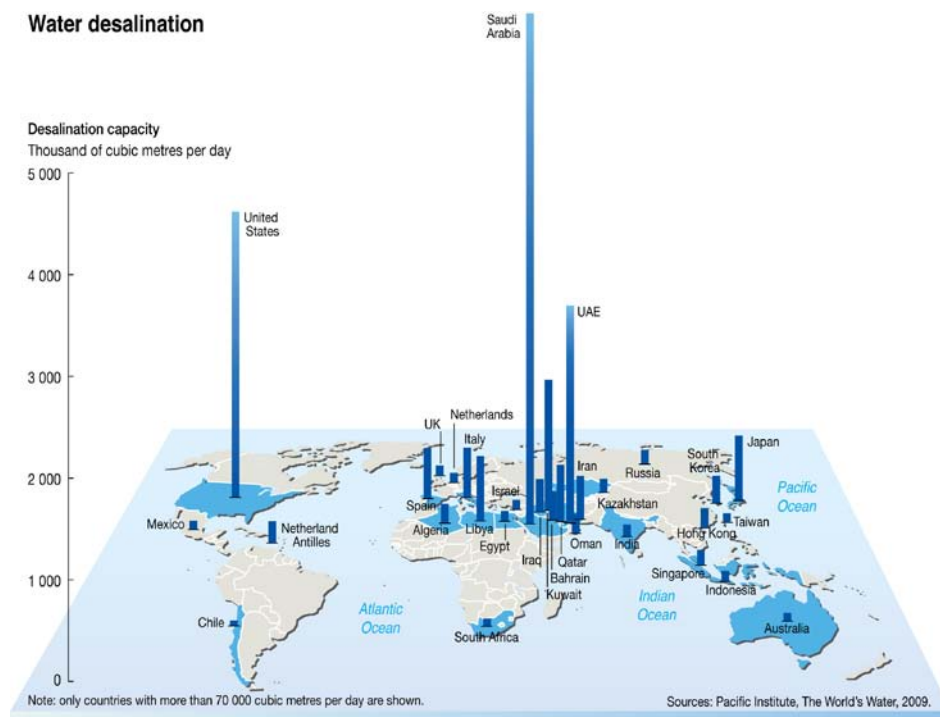 Water desalination
Desalination capacity
Thousand of cubic metres per day
5 000
4 000
3 000
2 000
1 000
0
Saudi
Arabia
United
States
UAE
UK
Netherlands
Italy
Spain
Algeria
Libya
Israel
Egypt
Iraq
Iran
Qatar
Bahrain
Kuwait
Oman
Kazakhstan
Russia
South
Korea
Japan
Taiwan
Hong Kong
India
Singapore
Indonesia
Australia
Mexico
Netherland
Antilles
Chile
South Africa
Atlantic
Ocean
Indian
Ocean
Pacific
Ocean
Note: only countries with more than 70 000 cubic metres per day are shown.
Sources: Pacific Institute, The World's Water, 2009.